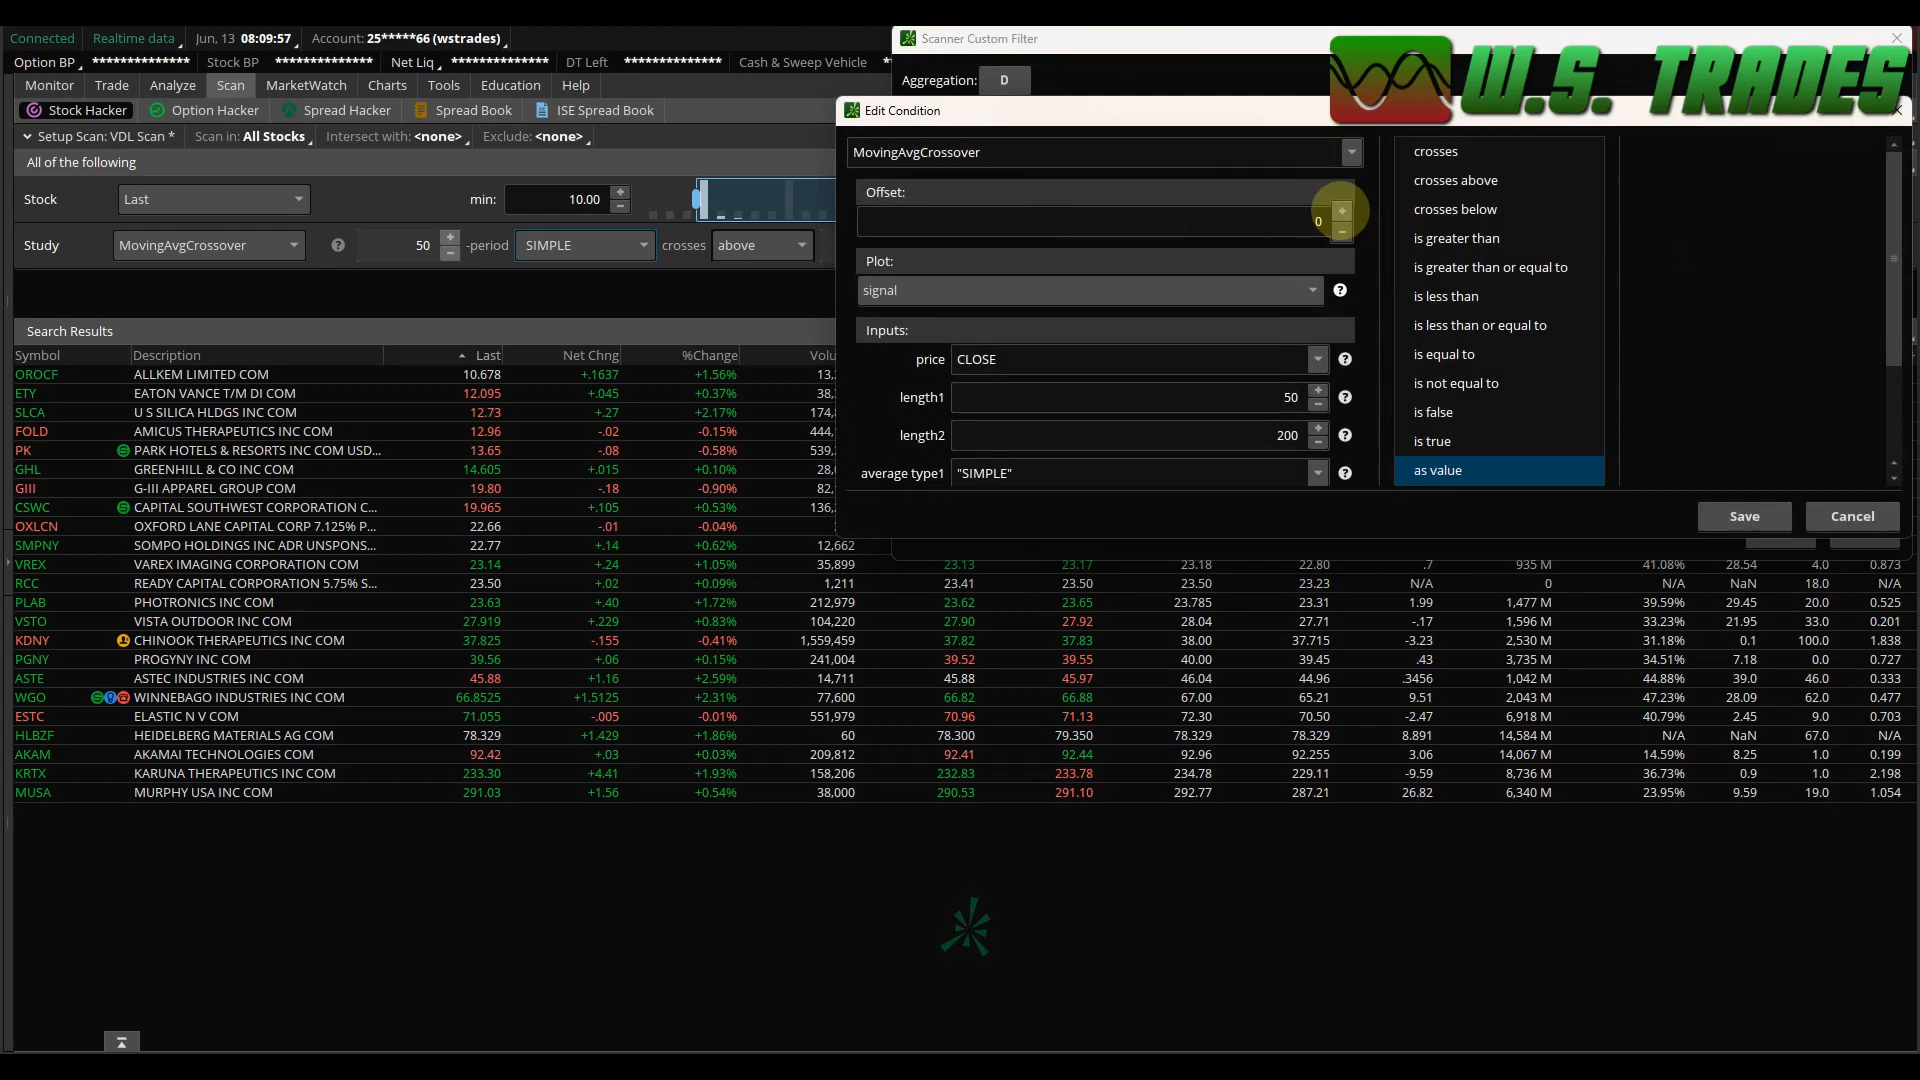 Connected Realtime data Jun, 13 08:09:57 Account: 25*****66 (wstrades)
Scanner Custom Filter
W.S. TRADES
Option BP ************** Stock BP ************** Net Liq ************** DT Left ************** Cash & Sweep Vehicle
Aggregation: D
Monitor Trade Analyze Scan MarketWatch Charts Tools Education Help
Stock Hacker Option Hacker Spread Hacker Spread Book ISE Spread Book
Edit Condition
Setup Scan: VDL Scan * Scan in: All Stocks Intersect with: <none> Exclude: <none>
All of the following
Stock Last min: 10.00
Study MovingAvgCrossover 50 -period SIMPLE crosses above
MovingAvgCrossover
Offset:
0
Plot:
signal
Inputs:
price CLOSE
length1 50
length2 200
average type1 "SIMPLE"
crosses
crosses above
crosses below
is greater than
is greater than or equal to
is less than
is less than or equal to
is equal to
is not equal to
is false
is true
as value
Save Cancel
Search Results
Symbol Description Last Net Chng %Change Volu
OROCF ALLKEM LIMITED COM 10.678 +.1637 +1.56% 13,
ETY EATON VANCE T/M DI COM 12.095 +.045 +0.37% 38,
SLCA U S SILICA HLDGS INC COM 12.73 +.27 +2.17% 174,
FOLD AMICUS THERAPEUTICS INC COM 12.96 -.02 -0.15% 444,
PK PARK HOTELS & RESORTS INC COM USD... 13.65 -.08 -0.58% 539,
GHL GREENHILL & CO INC COM 14.605 +.015 +0.10% 28,
GIII G-III APPAREL GROUP COM 19.80 -.18 -0.90% 82,
CSWC CAPITAL SOUTHWEST CORPORATION C... 19.965 +.105 +0.53% 136,
OXLCN OXFORD LANE CAPITAL CORP 7.125% P... 22.66 -.01 -0.04%
SMPNY SOMPO HOLDINGS INC ADR UNSPONS... 22.77 +.14 +0.62% 12,662
VREX VAREX IMAGING CORPORATION COM 23.14 +.24 +1.05% 35,899 23.13 23.17 23.18 22.80 .7 935 M 41.08% 28.54 4.0 0.873
RCC READY CAPITAL CORPORATION 5.75% S... 23.50 +.02 +0.09% 1,211 23.41 23.50 23.50 23.23 N/A 0 N/A NaN 18.0 N/A
PLAB PHOTRONICS INC COM 23.63 +.40 +1.72% 212,979 23.62 23.65 23.785 23.31 1.99 1,477 M 39.59% 29.45 20.0 0.525
VSTO VISTA OUTDOOR INC COM 27.919 +.229 +0.83% 104,220 27.90 27.92 28.04 27.71 -.17 1,596 M 33.23% 21.95 33.0 0.201
KDNY CHINOOK THERAPEUTICS INC COM 37.825 -.155 -0.41% 1,559,459 37.82 37.83 38.00 37.715 -3.23 2,530 M 31.18% 0.1 100.0 1.838
PGNY PROGYNY INC COM 39.56 +.06 +0.15% 241,004 39.52 39.55 40.00 39.45 .43 3,735 M 34.51% 7.18 0.0 0.727
ASTE ASTEC INDUSTRIES INC COM 45.88 +1.16 +2.59% 14,711 45.88 45.97 46.04 44.96 .3456 1,042 M 44.88% 39.0 46.0 0.333
WGO WINNEBAGO INDUSTRIES INC COM 66.8525 +1.5125 +2.31% 77,600 66.82 66.88 67.00 65.21 9.51 2,043 M 47.23% 28.09 62.0 0.477
ESTC ELASTIC N V COM 71.055 -.005 -0.01% 551,979 70.96 71.13 72.30 70.50 -2.47 6,918 M 40.79% 2.45 9.0 0.703
HLBZF HEIDELBERG MATERIALS AG COM 78.329 +1.429 +1.86% 60 78.300 79.350 78.329 78.329 8.891 14,584 M N/A NaN 67.0 N/A
AKAM AKAMAI TECHNOLOGIES COM 92.42 +.03 +0.03% 209,812 92.41 92.44 92.96 92.255 3.06 14,067 M 14.59% 8.25 1.0 0.199
KRTX KARUNA THERAPEUTICS INC COM 233.30 +4.41 +1.93% 158,206 232.83 233.78 234.78 229.11 -9.59 8,736 M 36.73% 0.9 1.0 2.198
MUSA MURPHY USA INC COM 291.03 +1.56 +0.54% 38,000 290.53 291.10 292.77 287.21 26.82 6,340 M 23.95% 9.59 19.0 1.054